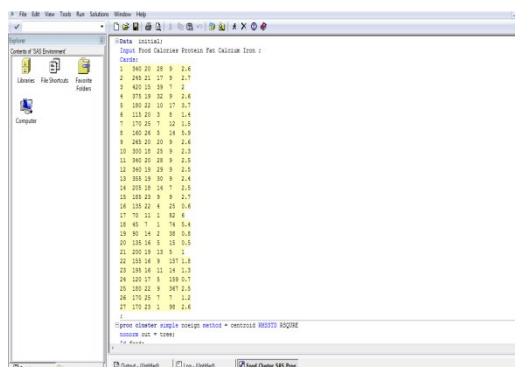 File Edit View Tools Run Solutions Window Help
Explorer
Contents of 'SAS Environment'
Libraries File Shortcuts Favorite Folders
Computer
Data initial;
Input Food Calories Protein Fat Calcium Iron ;
Cards;
1 340 20 28 9 2.6
2 245 21 17 9 2.7
3 420 15 39 7 2
4 375 19 32 9 2.6
5 180 22 10 17 3.7
6 115 20 3 8 1.4
7 170 25 7 12 1.5
8 160 26 5 14 5.9
9 265 20 20 9 2.6
10 300 18 25 9 2.3
11 340 20 28 9 2.5
12 340 19 29 9 2.5
13 355 19 30 9 2.4
14 205 18 14 7 2.5
15 185 23 9 9 2.7
16 135 22 4 25 0.6
17 70 11 1 82 6
18 45 7 1 74 5.4
19 90 14 2 38 0.8
20 135 16 5 15 0.5
21 200 19 13 5 1
22 155 16 9 157 1.8
23 195 16 11 14 1.3
24 120 17 5 159 0.7
25 180 22 9 367 2.5
26 170 25 7 7 1.2
27 170 23 1 98 2.6
;
proc cluster simple noeign method = centroid RMSSTD RSQURE
nonorm out = tree;
Output - (Untitled) Log - (Untitled) Food Cluster SAS Prog